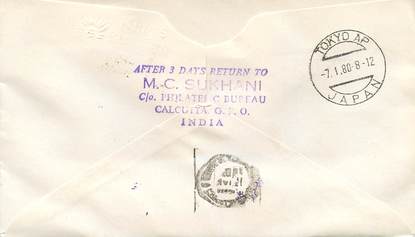 AFTER 3 DAYS RETURN TO
M. C. SUKHANI
C/o. PHILATELIC BUREAU
CALCUTTA G. P. O.
INDIA
TOKYO AP
-7.1.80.8-12
JAPAN